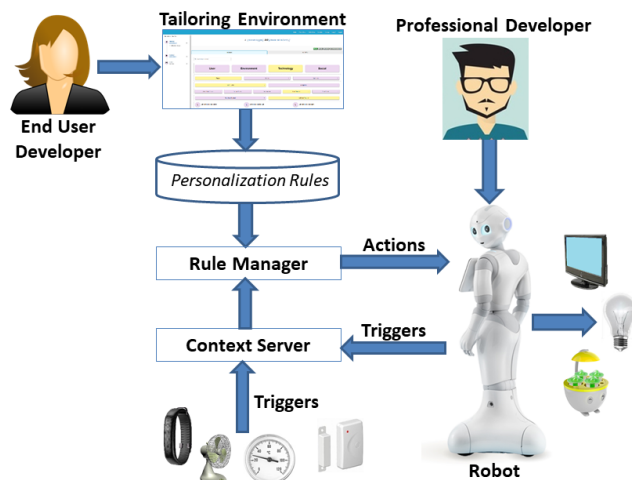 Tailoring Environment
Professional Developer
End User
Developer
Personalization Rules
Rule Manager
Actions
Context Server
Triggers
Triggers
Robot